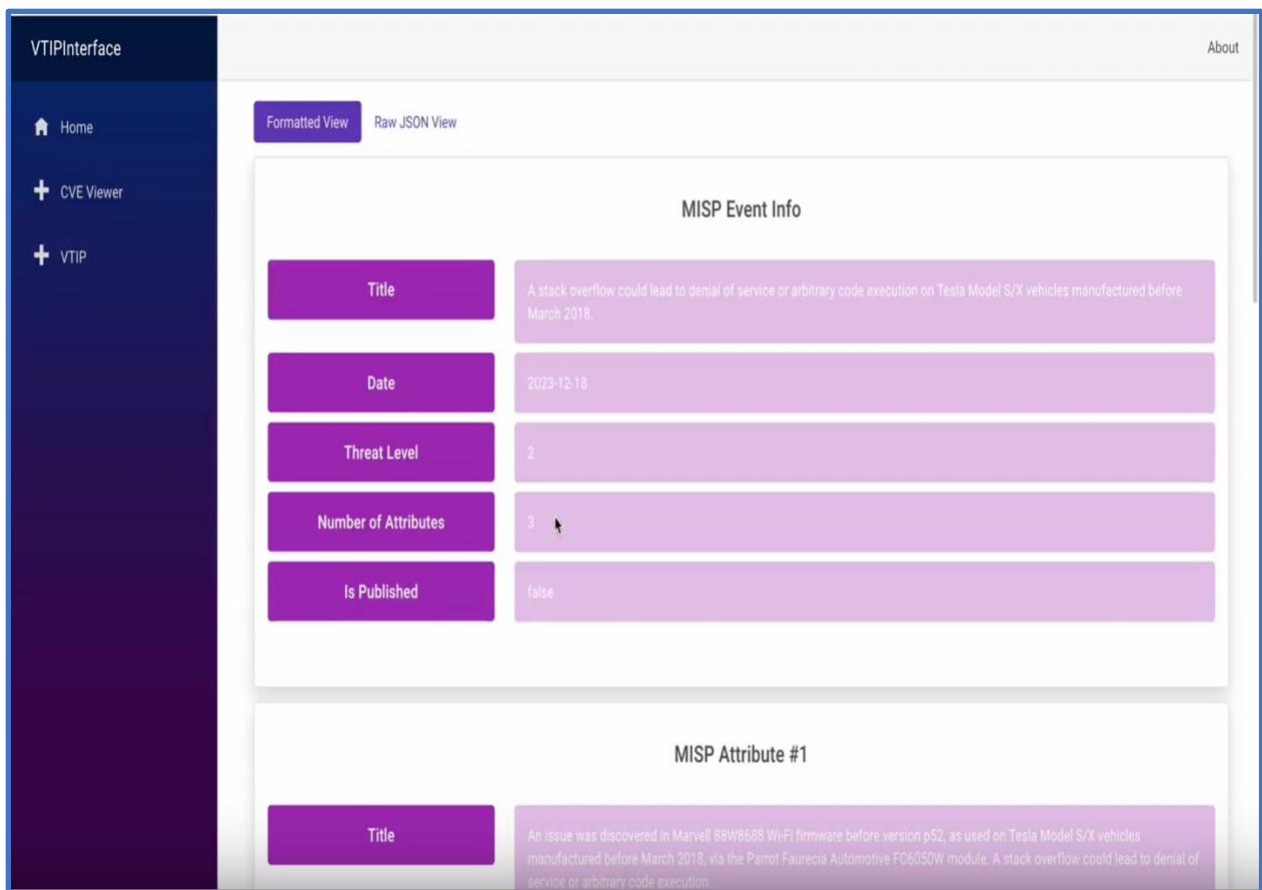 VTIPInterface
About
Home
CVE Viewer
VTIP
Formatted View
Raw JSON View
MISP Event Info
Title
A stack overflow could lead to denial of service or arbitrary code execution on Tesla Model S/X vehicles manufactured before
March 2018.
Date
2023-12-18
Threat Level
2
Number of Attributes
3
Is Published
false
MISP Attribute #1
Title
An issue was discovered in Marvell 88W8688 Wi-Fi firmware before version p52, as used on Tesla Model S/X vehicles
manufactured before March 2018, via the Parrot Faurecia Automotive FC6050W module. A stack overflow could lead to denial of
service or arbitrary code execution.